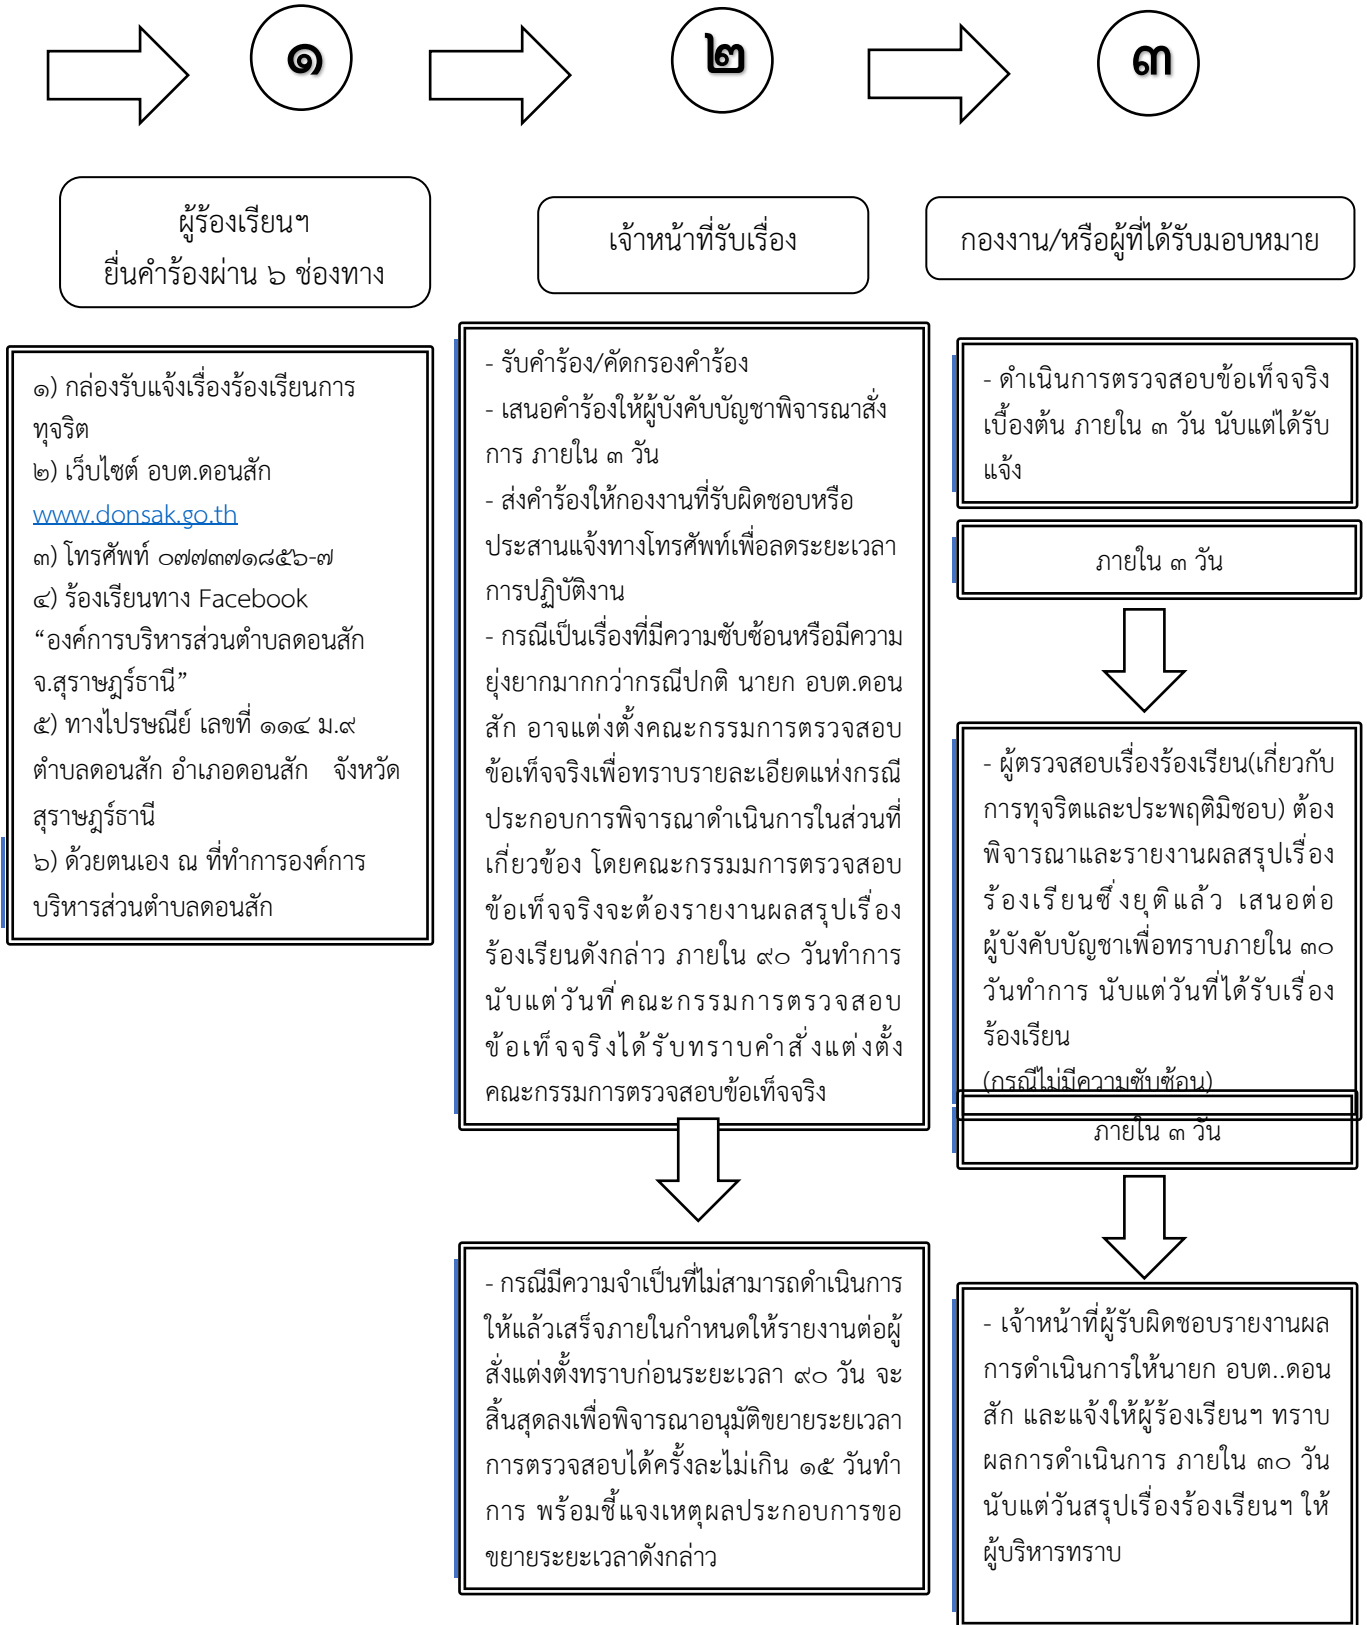 ๑
๒
๓
ผู้ร้องเรียนฯ
ยื่นคำร้องผ่าน ๖ ช่องทาง
๑) กล่องรับแจ้งเรื่องร้องเรียนการ
ทุจริต
๒) เว็บไซต์ อบต.ดอนสัก
www.donsak.go.th
๓) โทรศัพท์ ๐๗๗๓๗๑๘๕๖-๗
๔) ร้องเรียนทาง Facebook
“องค์การบริหารส่วนตำบลดอนสัก
จ.สุราษฎร์ธานี”
๕) ทางไปรษณีย์ เลขที่ ๑๑๔ ม.๙
ตำบลดอนสัก อำเภอดอนสัก จังหวัด
สุราษฎร์ธานี
๖) ด้วยตนเอง ณ ที่ทำการองค์การ
บริหารส่วนตำบลดอนสัก
เจ้าหน้าที่รับเรื่อง
- รับคำร้อง/คัดกรองคำร้อง
- เสนอคำร้องให้ผู้บังคับบัญชาพิจารณาสั่ง
การ ภายใน ๓ วัน
- ส่งคำร้องให้กองงานที่รับผิดชอบหรือ
ประสานแจ้งทางโทรศัพท์เพื่อลดระยะเวลา
การปฏิบัติงาน
- กรณีเป็นเรื่องที่มีความซับซ้อนหรือมีความ
ยุ่งยากมากกว่ากรณีปกติ นายก อบต.ดอน
สัก อาจแต่งตั้งคณะกรรมการตรวจสอบ
ข้อเท็จจริงเพื่อทราบรายละเอียดแห่งกรณี
ประกอบการพิจารณาดำเนินการในส่วนที่
เกี่ยวข้อง โดยคณะกรรมมการตรวจสอบ
ข้อเท็จจริงจะต้องรายงานผลสรุปเรื่อง
ร้องเรียนดังกล่าว ภายใน ๙๐ วันทำการ
นับแต่วันที่คณะกรรมการตรวจสอบ
ข้อเท็จจริงได้รับทราบคำสั่งแต่งตั้ง
คณะกรรมการตรวจสอบข้อเท็จจริง
- กรณีมีความจำเป็นที่ไม่สามารถดำเนินการ
ให้แล้วเสร็จภายในกำหนดให้รายงานต่อผู้
สั่งแต่งตั้งทราบก่อนระยะเวลา ๙๐ วัน จะ
สิ้นสุดลงเพื่อพิจารณาอนุมัติขยายระยเวลา
การตรวจสอบได้ครั้งละไม่เกิน ๑๕ วันทำ
การ พร้อมชี้แจงเหตุผลประกอบการขอ
ขยายระยะเวลาดังกล่าว
กองงาน/หรือผู้ที่ได้รับมอบหมาย
- ดำเนินการตรวจสอบข้อเท็จจริง
เบื้องต้น ภายใน ๓ วัน นับแต่ได้รับ
แจ้ง
ภายใน ๓ วัน
- ผู้ตรวจสอบเรื่องร้องเรียน(เกี่ยวกับ
การทุจริตและประพฤติมิชอบ) ต้อง
พิจารณาและรายงานผลสรุปเรื่อง
ร้องเรียนซึ่งยุติแล้ว เสนอต่อ
ผู้บังคับบัญชาเพื่อทราบภายใน ๓๐
วันทำการ นับแต่วันที่ได้รับเรื่อง
ร้องเรียน
(กรณีไม่มีความซับซ้อน)
ภายใน ๓ วัน
- เจ้าหน้าที่ผู้รับผิดชอบรายงานผล
การดำเนินการให้นายก อบต..ดอน
สัก และแจ้งให้ผู้ร้องเรียนฯ ทราบ
ผลการดำเนินการ ภายใน ๓๐ วัน
นับแต่วันสรุปเรื่องร้องเรียนฯ ให้
ผู้บริหารทราบ